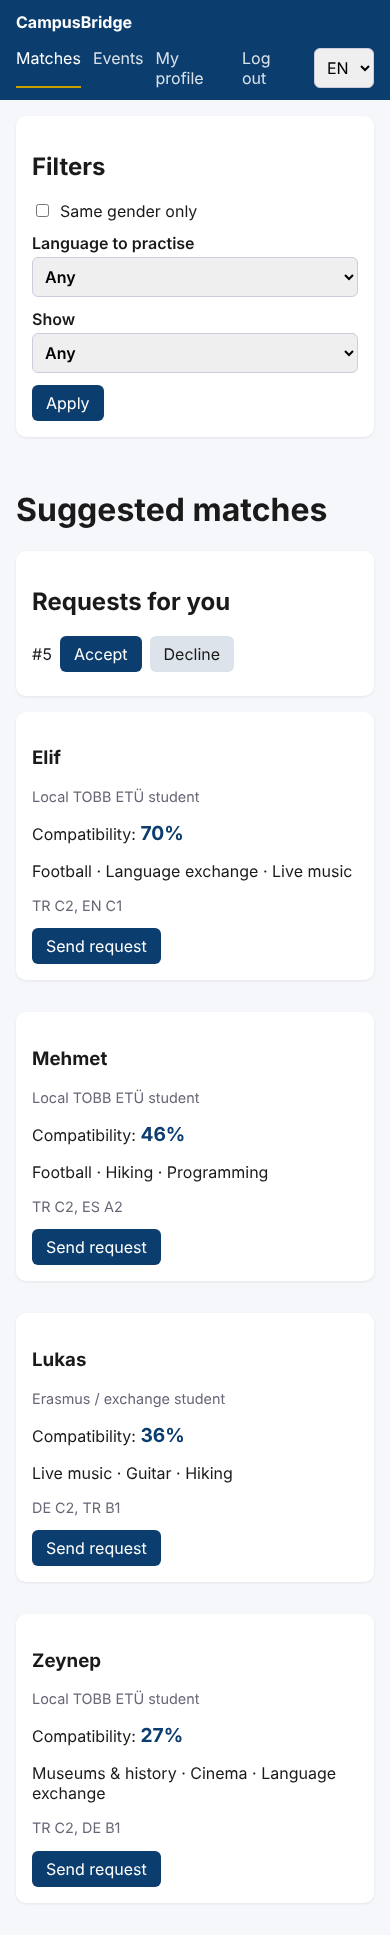 CampusBridge
Matches Events My profile Log out EN
Filters
Same gender only
Language to practise
Any
Show
Any
Apply
Suggested matches
Requests for you
#5 Accept Decline
Elif
Local TOBB ETÜ student
Compatibility: 70%
Football · Language exchange · Live music
TR C2, EN C1
Send request
Mehmet
Local TOBB ETÜ student
Compatibility: 46%
Football · Hiking · Programming
TR C2, ES A2
Send request
Lukas
Erasmus / exchange student
Compatibility: 36%
Live music · Guitar · Hiking
DE C2, TR B1
Send request
Zeynep
Local TOBB ETÜ student
Compatibility: 27%
Museums & history · Cinema · Language
exchange
TR C2, DE B1
Send request